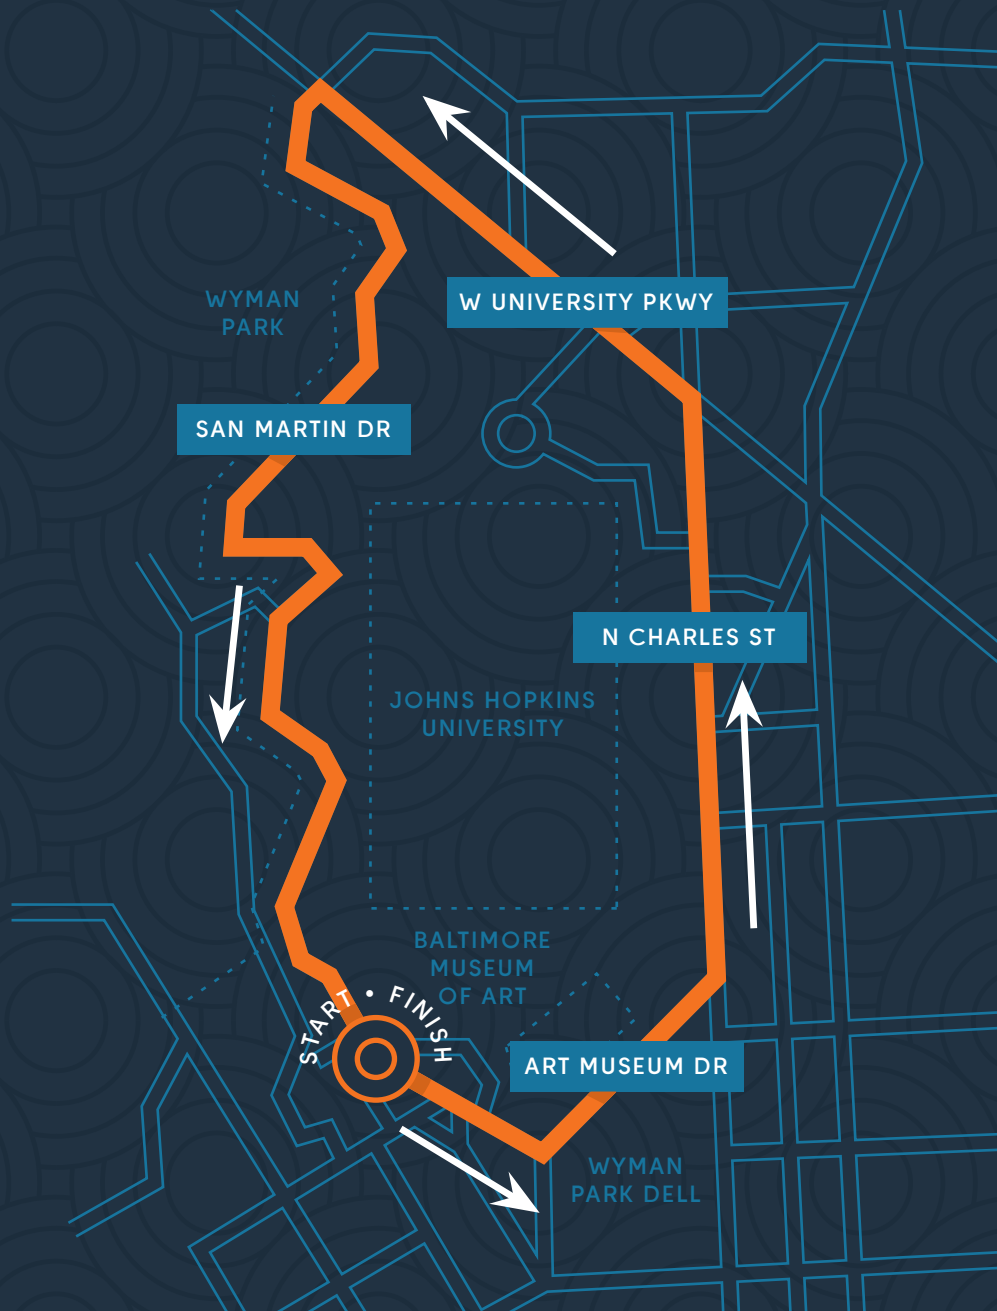 WYMAN
PARK
W UNIVERSITY PKWY
SAN MARTIN DR
N CHARLES ST
JOHNS HOPKINS
UNIVERSITY
BALTIMORE
MUSEUM
OF ART
START • FINISH
ART MUSEUM DR
WYMAN
PARK DELL